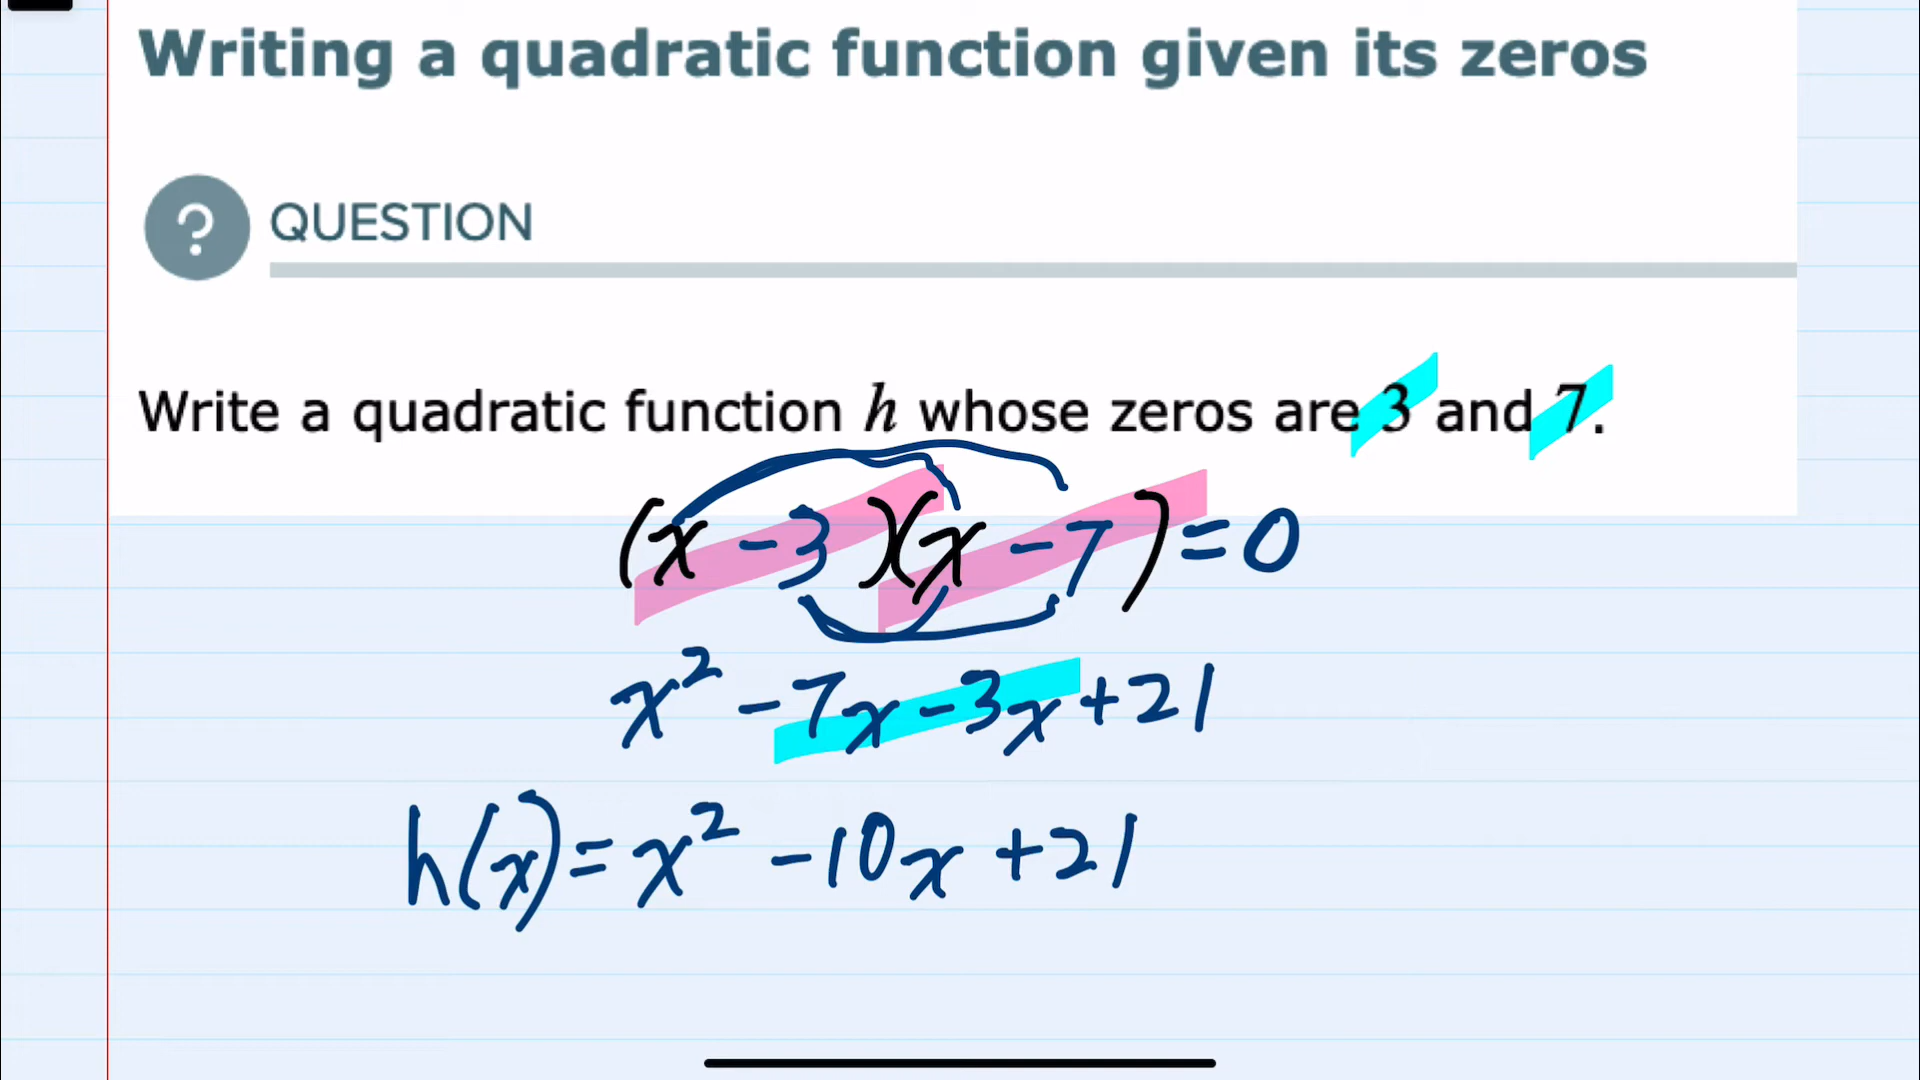 Writing a quadratic function given its zeros
?
QUESTION
Write a quadratic function h whose zeros are 3 and 7.
(x - 3)(x - 7) = 0
x² - 7x - 3x + 21
h(x) = x² - 10x + 21